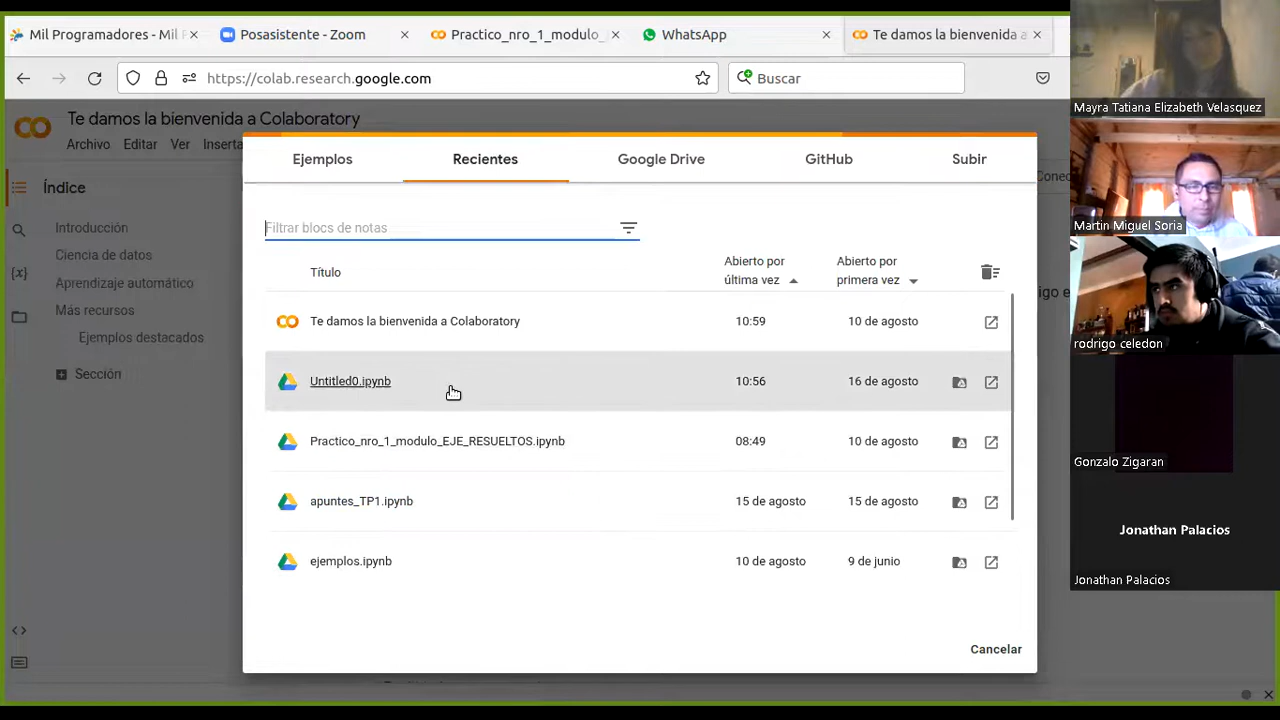 Mil Programadores - Mil
Posasistente - Zoom
Practico_nro_1_modulo_
WhatsApp
Te damos la bienvenida a
https://colab.research.google.com
Buscar
Te damos la bienvenida a Colaboratory
Archivo Editar Ver Inserta
Índice
Introducción
Ciencia de datos
Aprendizaje automático
Más recursos
Ejemplos destacados
Sección
Ejemplos
Recientes
Google Drive
GitHub
Subir
Filtrar blocs de notas
Título
Abierto por
última vez
Abierto por
primera vez
Te damos la bienvenida a Colaboratory 10:59 10 de agosto
Untitled0.ipynb 10:56 16 de agosto
Practico_nro_1_modulo_EJE_RESUELTOS.ipynb 08:49 10 de agosto
apuntes_TP1.ipynb 15 de agosto 15 de agosto
ejemplos.ipynb 10 de agosto 9 de junio
Cancelar
Mayra Tatiana Elizabeth Velasquez
Martin Miguel Soria
rodrigo celedon
Gonzalo Zigaran
Jonathan Palacios
Jonathan Palacios